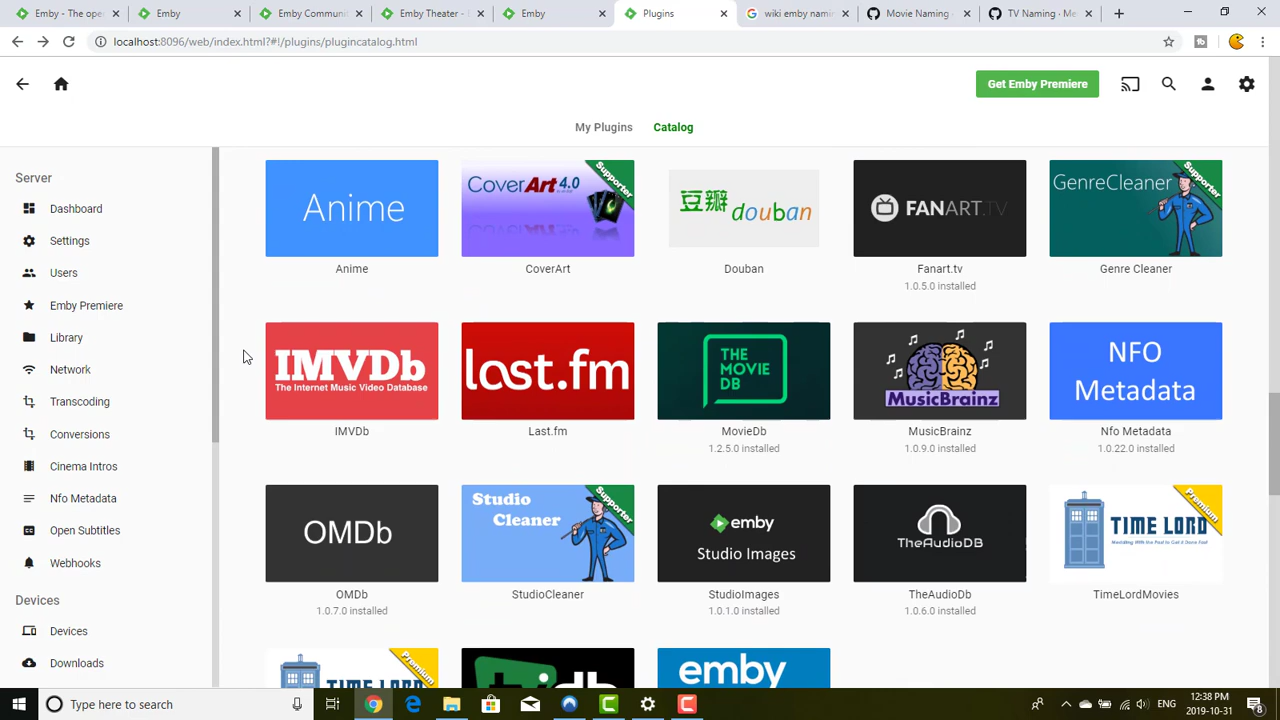 Emby - The open
Emby
Emby Communi
Emby Theater -
Emby
Plugins
wiki emby nami
Movie Naming
TV Naming · Me
localhost:8096/web/index.html?#!/plugins/plugincatalog.html
Get Emby Premiere
My Plugins Catalog
Server
Dashboard
Settings
Users
Emby Premiere
Library
Network
Transcoding
Conversions
Cinema Intros
Nfo Metadata
Open Subtitles
Webhooks
Devices
Devices
Downloads
Anime
CoverArt 4.0
Supporter
豆瓣 douban
FANART.TV
GenreCleaner
Supporter
Anime
CoverArt
Douban
Fanart.tv
1.0.5.0 installed
Genre Cleaner
IMVDb
The Internet Music Video Database
last.fm
THE
MOVIE
DB
MusicBrainz
NFO
Metadata
IMVDb
Last.fm
MovieDb
1.2.5.0 installed
MusicBrainz
1.0.9.0 installed
Nfo Metadata
1.0.22.0 installed
OMDb
Studio
Cleaner
Supporter
emby
Studio Images
TheAudioDB
TIME LORD
Premium
OMDb
1.0.7.0 installed
StudioCleaner
StudioImages
1.0.1.0 installed
TheAudioDb
1.0.6.0 installed
TimeLordMovies
Premium
emby
Type here to search
ENG
12:38 PM
2019-10-31
8